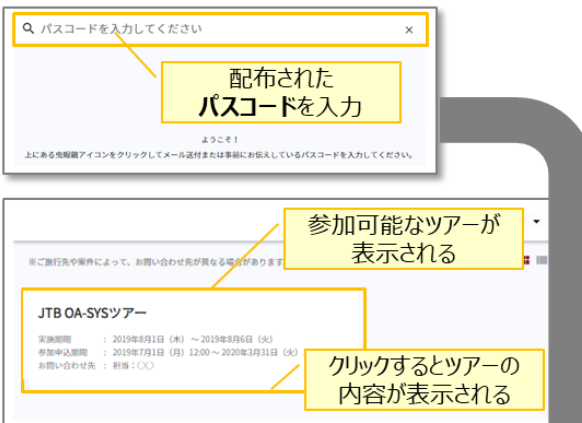 パスコードを入力してください ×
配布された
パスコードを入力
ようこそ！
上にある虫眼鏡アイコンをクリックしてメール送付または事前にお伝えしているパスコードを入力してください。
参加可能なツアーが
表示される
※ご旅行先や案件によって、お問い合わせ先が異なる場合があります
JTB OA-SYSツアー
実施期間 : 2019年8月1日（木）～2019年8月6日（火）
参加申込期間 : 2019年7月1日（月）12:00～2020年3月31日（火）
お問い合わせ先 : 担当：〇〇
クリックするとツアーの
内容が表示される